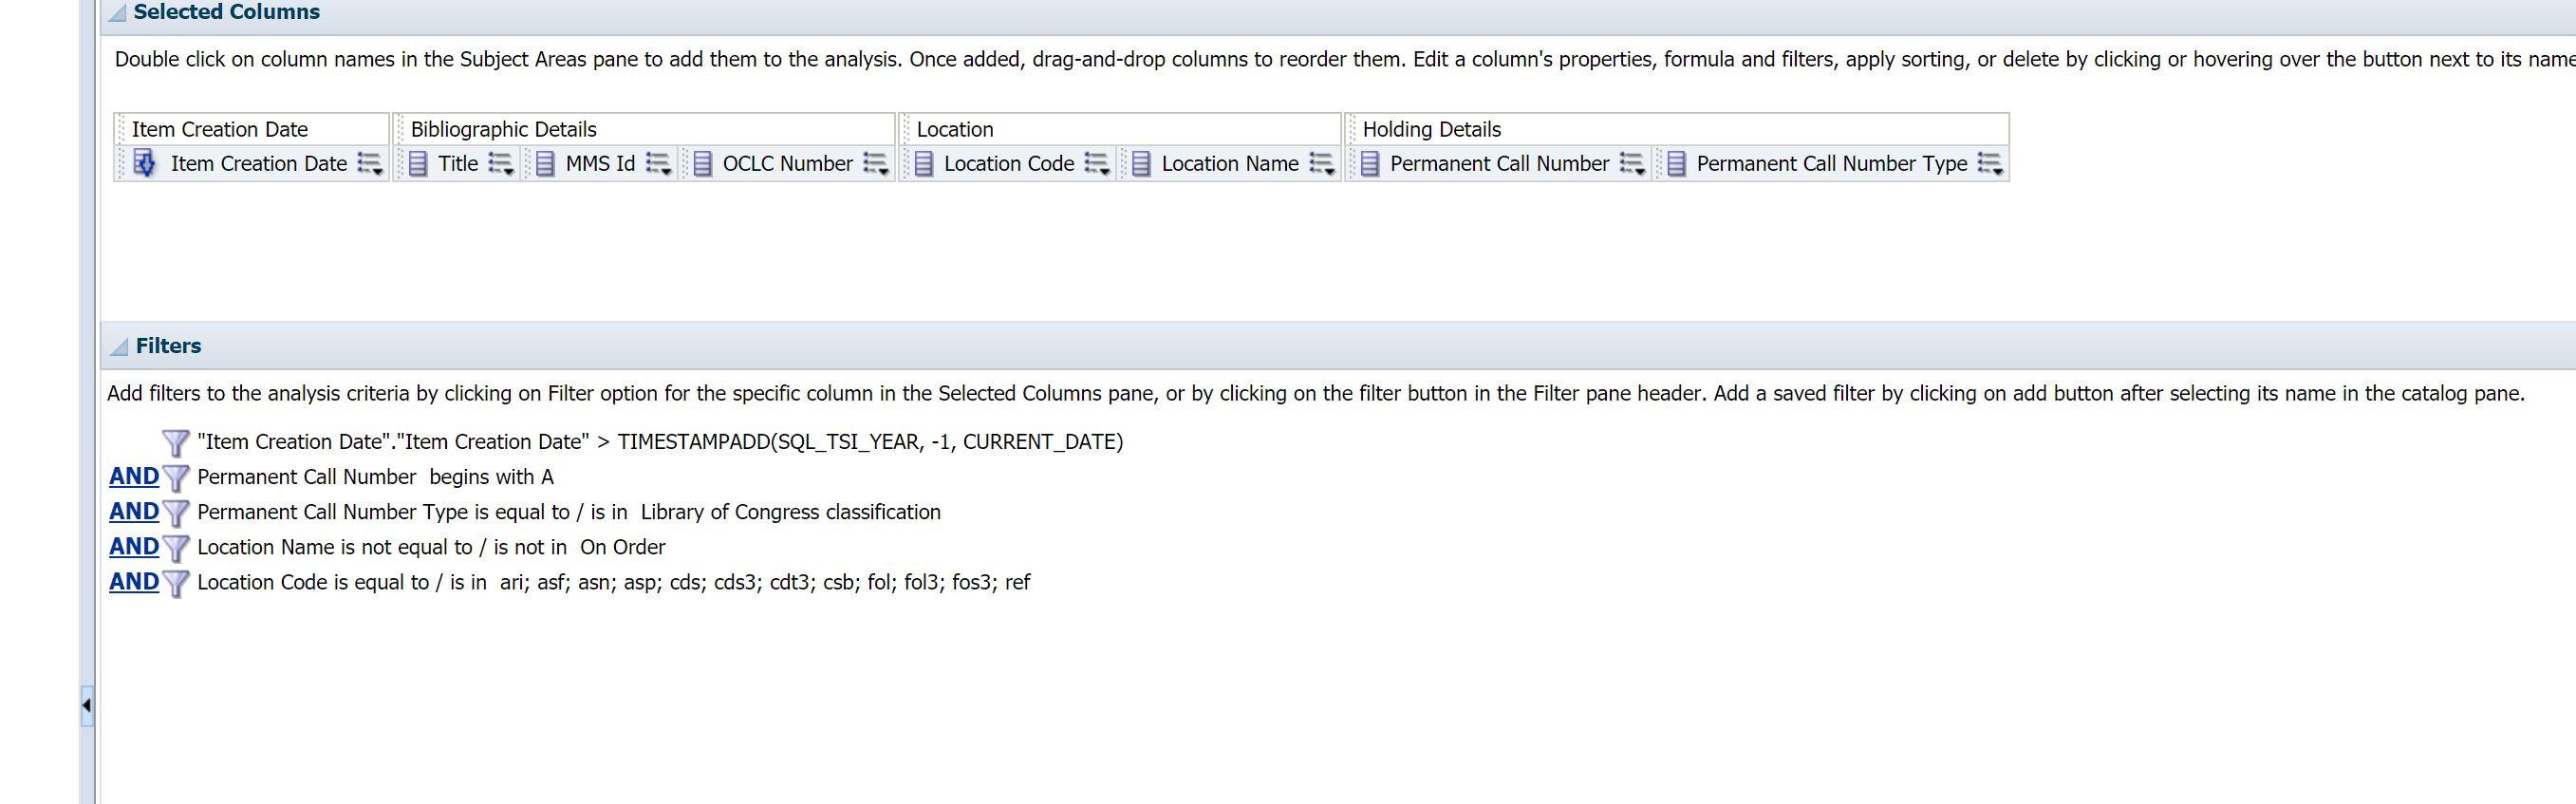 Selected Columns
Double click on column names in the Subject Areas pane to add them to the analysis. Once added, drag-and-drop columns to reorder them. Edit a column's properties, formula and filters, apply sorting, or delete by clicking or hovering over the button next to its name
Item Creation Date Bibliographic Details Location Holding Details
Item Creation Date Title MMS Id OCLC Number Location Code Location Name Permanent Call Number Permanent Call Number Type
Filters
Add filters to the analysis criteria by clicking on Filter option for the specific column in the Selected Columns pane, or by clicking on the filter button in the Filter pane header. Add a saved filter by clicking on add button after selecting its name in the catalog pane.
"Item Creation Date"."Item Creation Date" > TIMESTAMPADD(SQL_TSI_YEAR, -1, CURRENT_DATE)
AND Permanent Call Number begins with A
AND Permanent Call Number Type is equal to / is in Library of Congress classification
AND Location Name is not equal to / is not in On Order
AND Location Code is equal to / is in ari; asf; asn; asp; cds; cds3; cdt3; csb; fol; fol3; fos3; ref